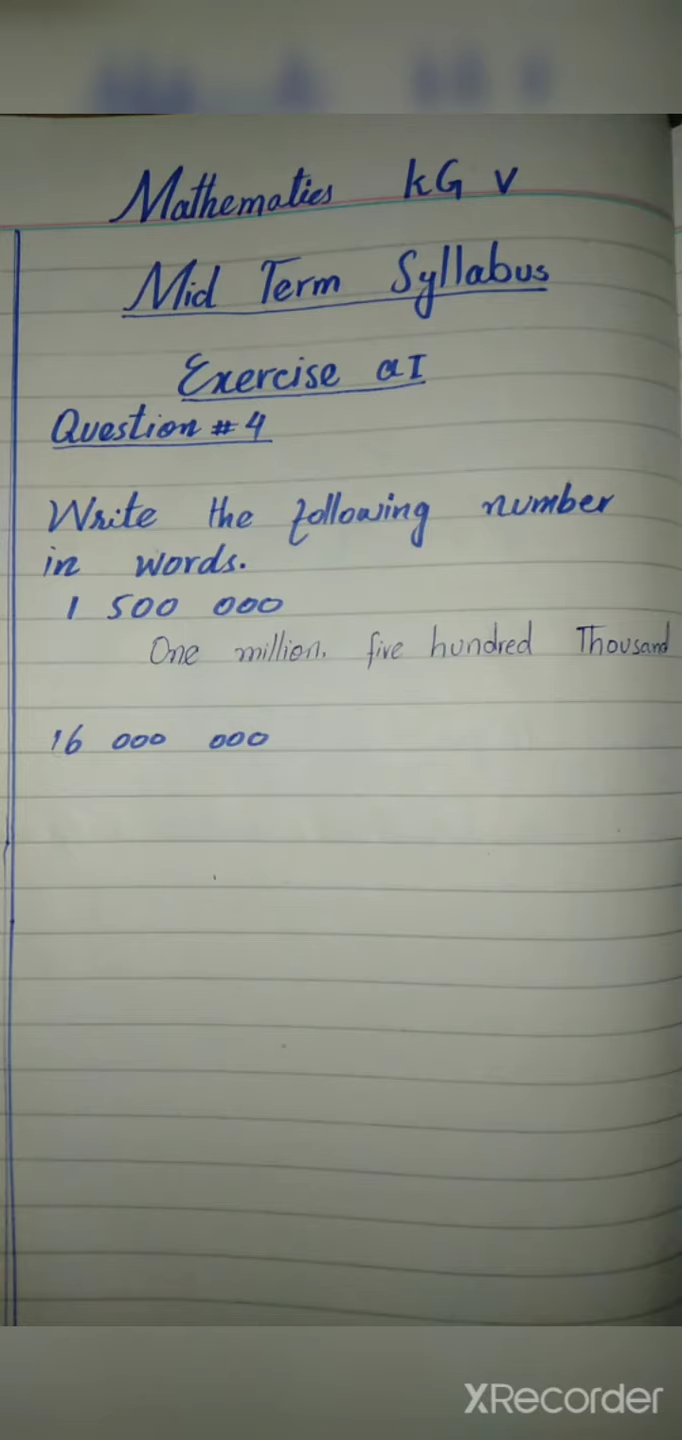 Mathematics KG V
Mid Term Syllabus
Exercise aI
Question # 4
Write the following number
in words.
1 500 000
One million, five hundred Thousand
16 000 000
XRecorder